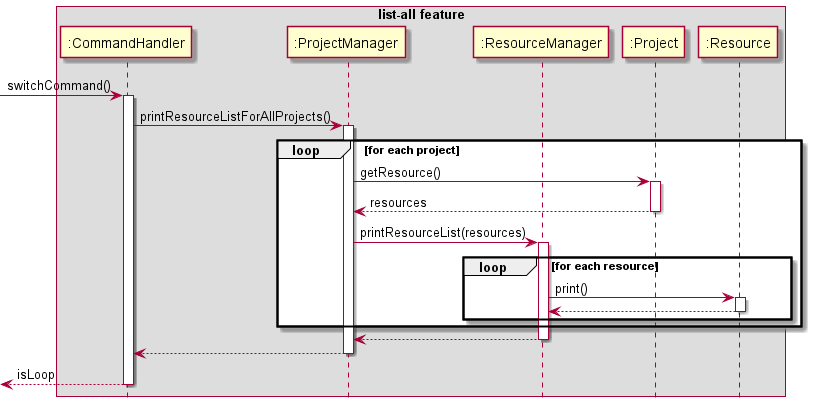 list-all feature
:CommandHandler
:ProjectManager
:ResourceManager
:Project
:Resource
switchCommand()
printResourceListForAllProjects()
loop
[for each project]
getResource()
resources
printResourceList(resources)
loop
[for each resource]
print()
isLoop